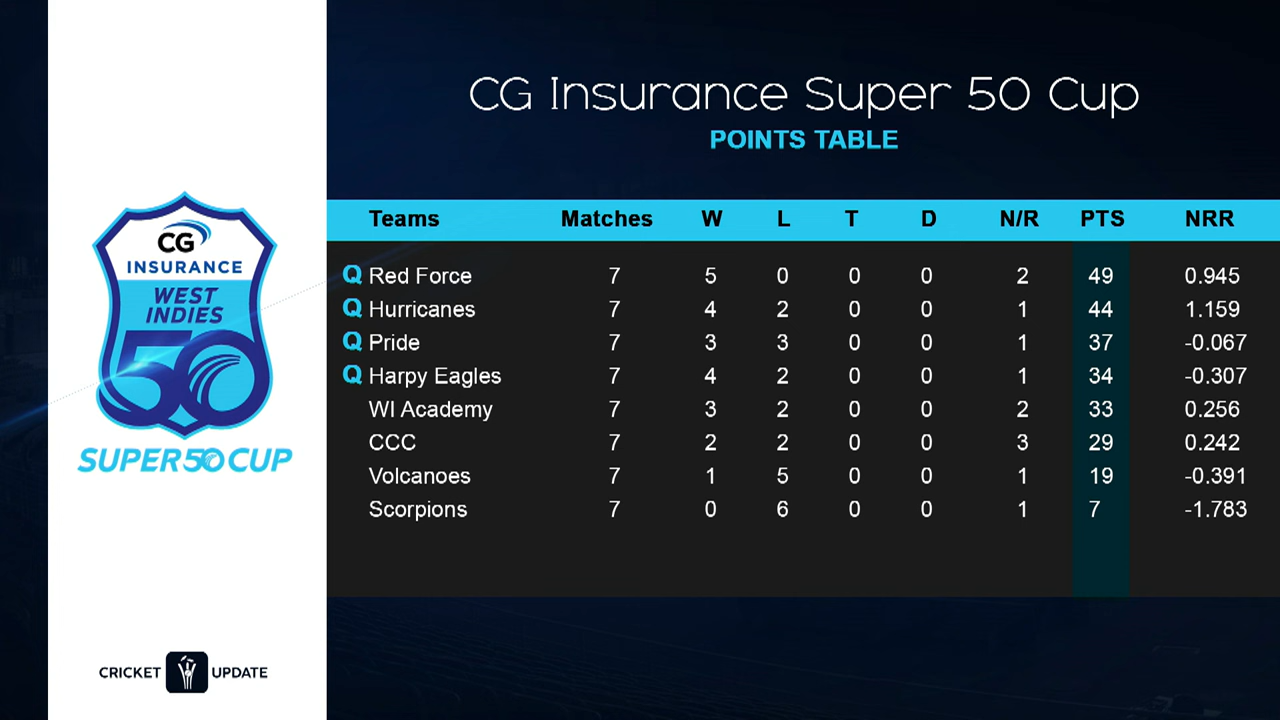 CG Insurance Super 50 Cup
POINTS TABLE
CG
INSURANCE
WEST
INDIES
50
SUPER50 CUP
CRICKET UPDATE
Teams Matches W L T D N/R PTS NRR
Q Red Force 7 5 0 0 0 2 49 0.945
Q Hurricanes 7 4 2 0 0 1 44 1.159
Q Pride 7 3 3 0 0 1 37 -0.067
Q Harpy Eagles 7 4 2 0 0 1 34 -0.307
WI Academy 7 3 2 0 0 2 33 0.256
CCC 7 2 2 0 0 3 29 0.242
Volcanoes 7 1 5 0 0 1 19 -0.391
Scorpions 7 0 6 0 0 1 7 -1.783